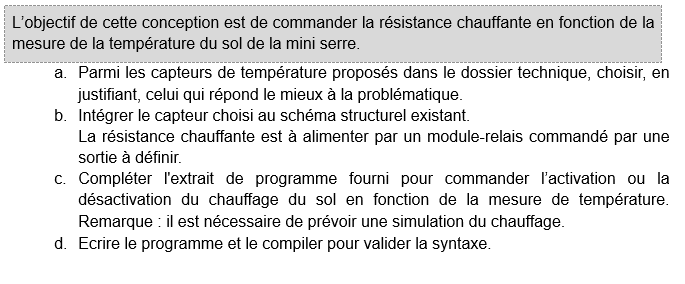 L'objectif de cette conception est de commander la résistance chauffante en fonction de la
mesure de la température du sol de la mini serre.
a. Parmi les capteurs de température proposés dans le dossier technique, choisir, en
justifiant, celui qui répond le mieux à la problématique.
b. Intégrer le capteur choisi au schéma structurel existant.
La résistance chauffante est à alimenter par un module-relais commandé par une
sortie à définir.
c. Compléter l'extrait de programme fourni pour commander l'activation ou la
désactivation du chauffage du sol en fonction de la mesure de température.
Remarque : il est nécessaire de prévoir une simulation du chauffage.
d. Ecrire le programme et le compiler pour valider la syntaxe.